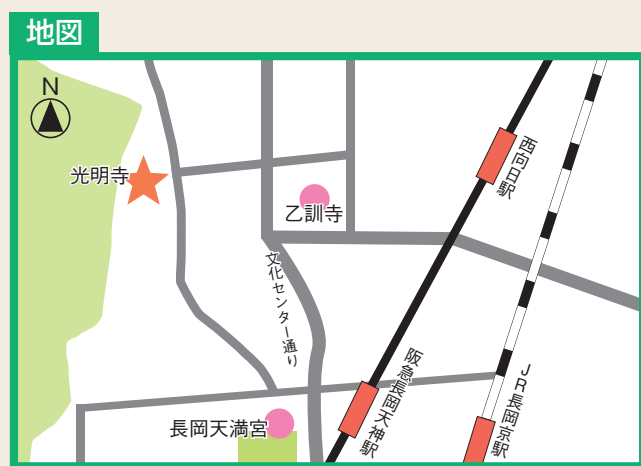 地図
N
光明寺
西向日駅
乙訓寺
文化センター通り
阪急長岡天神駅
JR長岡京駅
長岡天満宮